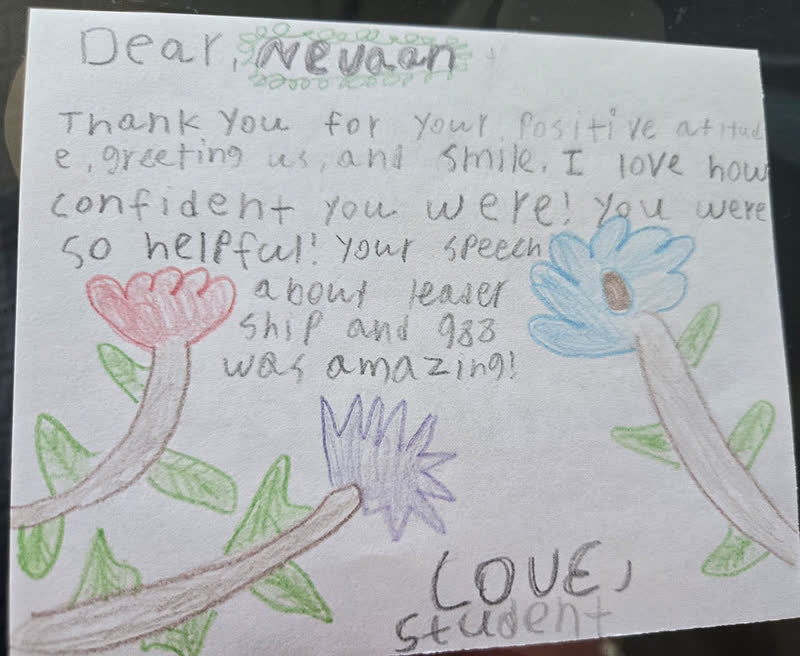 Dear, Nevaan
Thank you for your positive atitud
e, greeting us, and smile. I love how
confident you were! You were
so helpful! Your speech
about leader
ship and 988
was amazing!
LOVE,
student